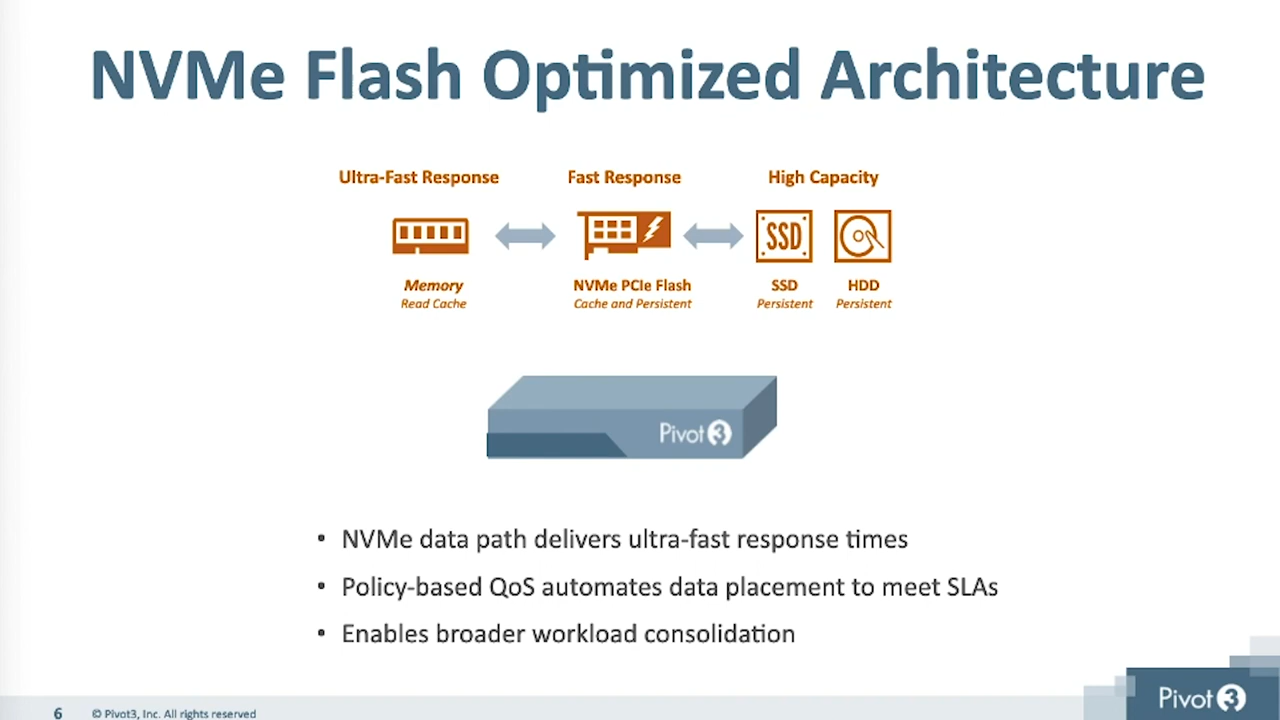 NVMe Flash Optimized Architecture
Ultra-Fast Response
Fast Response
High Capacity
SSD
Memory
NVMe PCIe Flash
SSD
HDD
Read Cache
Cache and Persistent
Persistent
Persistent
Pivot3
• NVMe data path delivers ultra-fast response times
• Policy-based QoS automates data placement to meet SLAs
• Enables broader workload consolidation
6 © Pivot3, Inc. All rights reserved
Pivot3